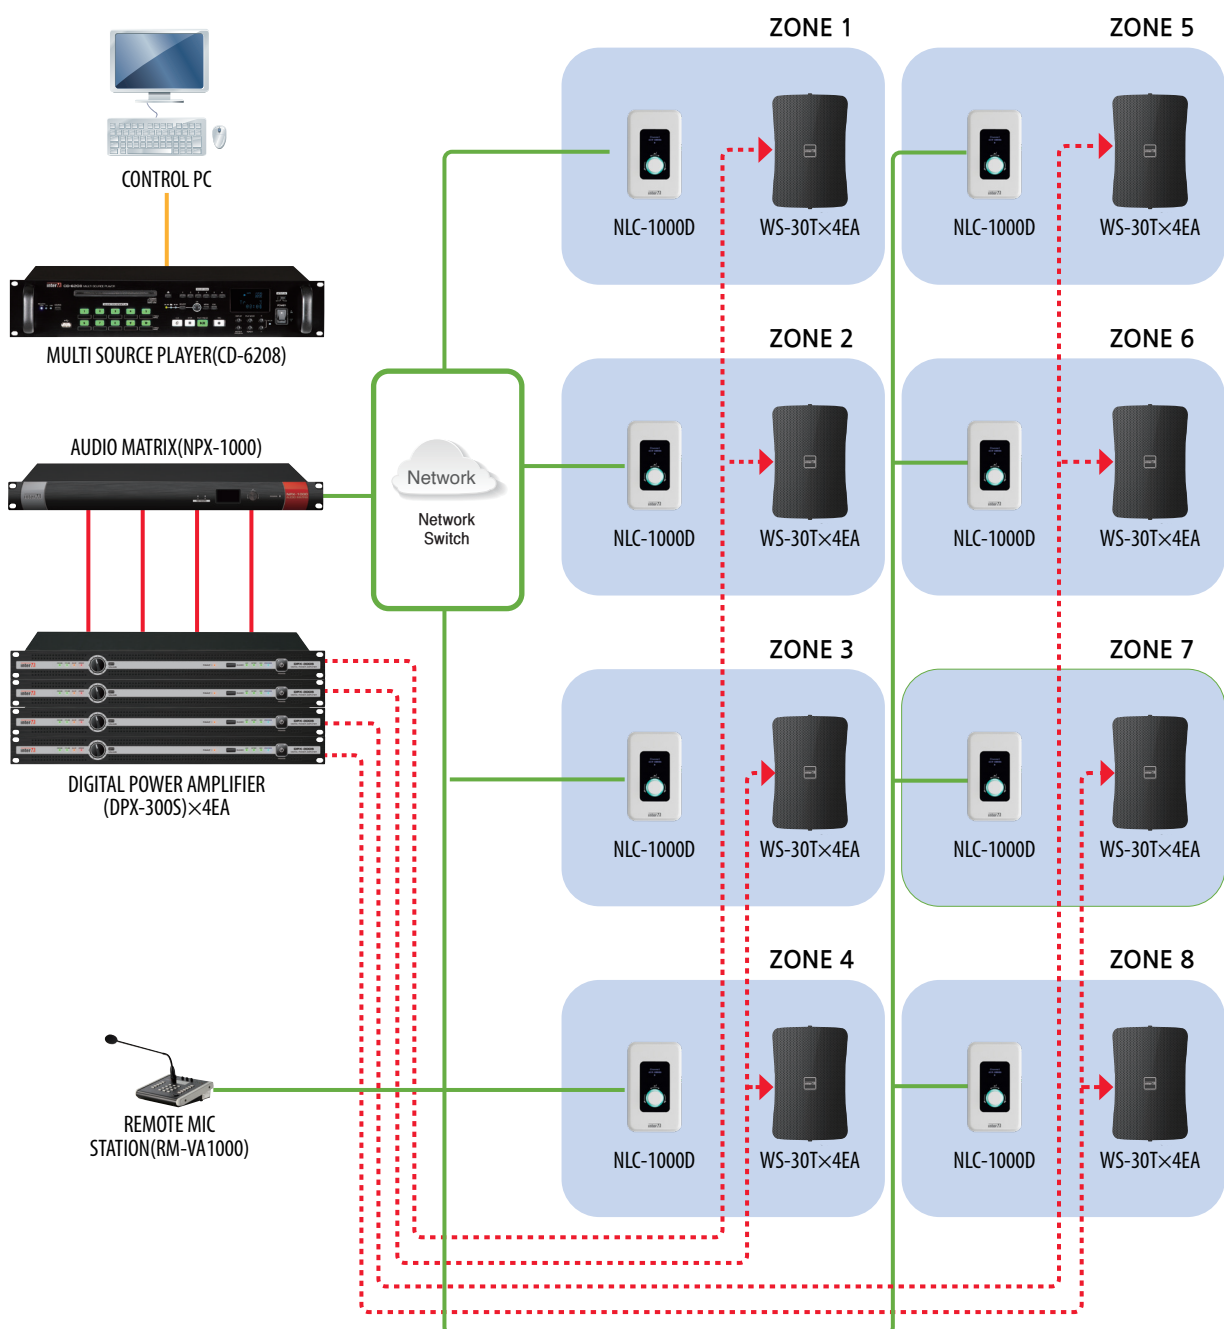 ZONE 1
ZONE 5
CONTROL PC
NLC-1000D
WS-30T×4EA
NLC-1000D
WS-30T×4EA
MULTI SOURCE PLAYER(CD-6208)
ZONE 2
ZONE 6
AUDIO MATRIX(NPX-1000)
Network
Network
Switch
NLC-1000D
WS-30T×4EA
NLC-1000D
WS-30T×4EA
ZONE 3
ZONE 7
DIGITAL POWER AMPLIFIER
(DPX-300S)×4EA
NLC-1000D
WS-30T×4EA
NLC-1000D
WS-30T×4EA
ZONE 4
ZONE 8
REMOTE MIC
STATION(RM-VA1000)
NLC-1000D
WS-30T×4EA
NLC-1000D
WS-30T×4EA